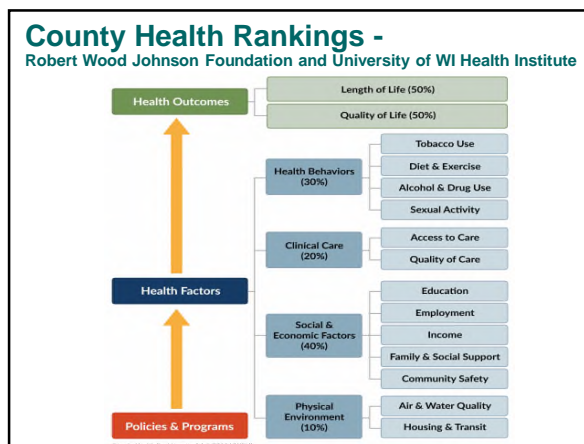 County Health Rankings -
Robert Wood Johnson Foundation and University of WI Health Institute
Health Outcomes
Length of Life (50%)
Quality of Life (50%)
Health Factors
Health Behaviors
(30%)
Tobacco Use
Diet & Exercise
Alcohol & Drug Use
Sexual Activity
Clinical Care
(20%)
Access to Care
Quality of Care
Social &
Economic Factors
(40%)
Education
Employment
Income
Family & Social Support
Community Safety
Physical
Environment
(10%)
Air & Water Quality
Housing & Transit
Policies & Programs